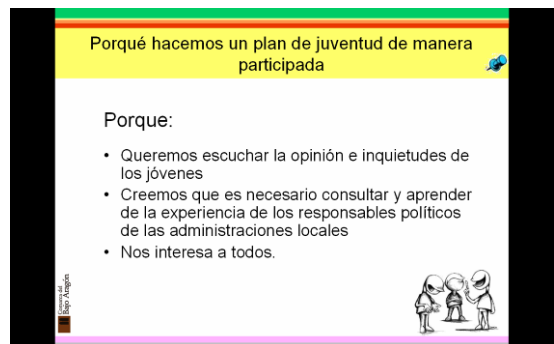 Porqué hacemos un plan de juventud de manera
participada
Porque:
• Queremos escuchar la opinión e inquietudes de
los jóvenes
• Creemos que es necesario consultar y aprender
de la experiencia de los responsables políticos
de las administraciones locales
• Nos interesa a todos.
Comarca del
Bajo Aragón